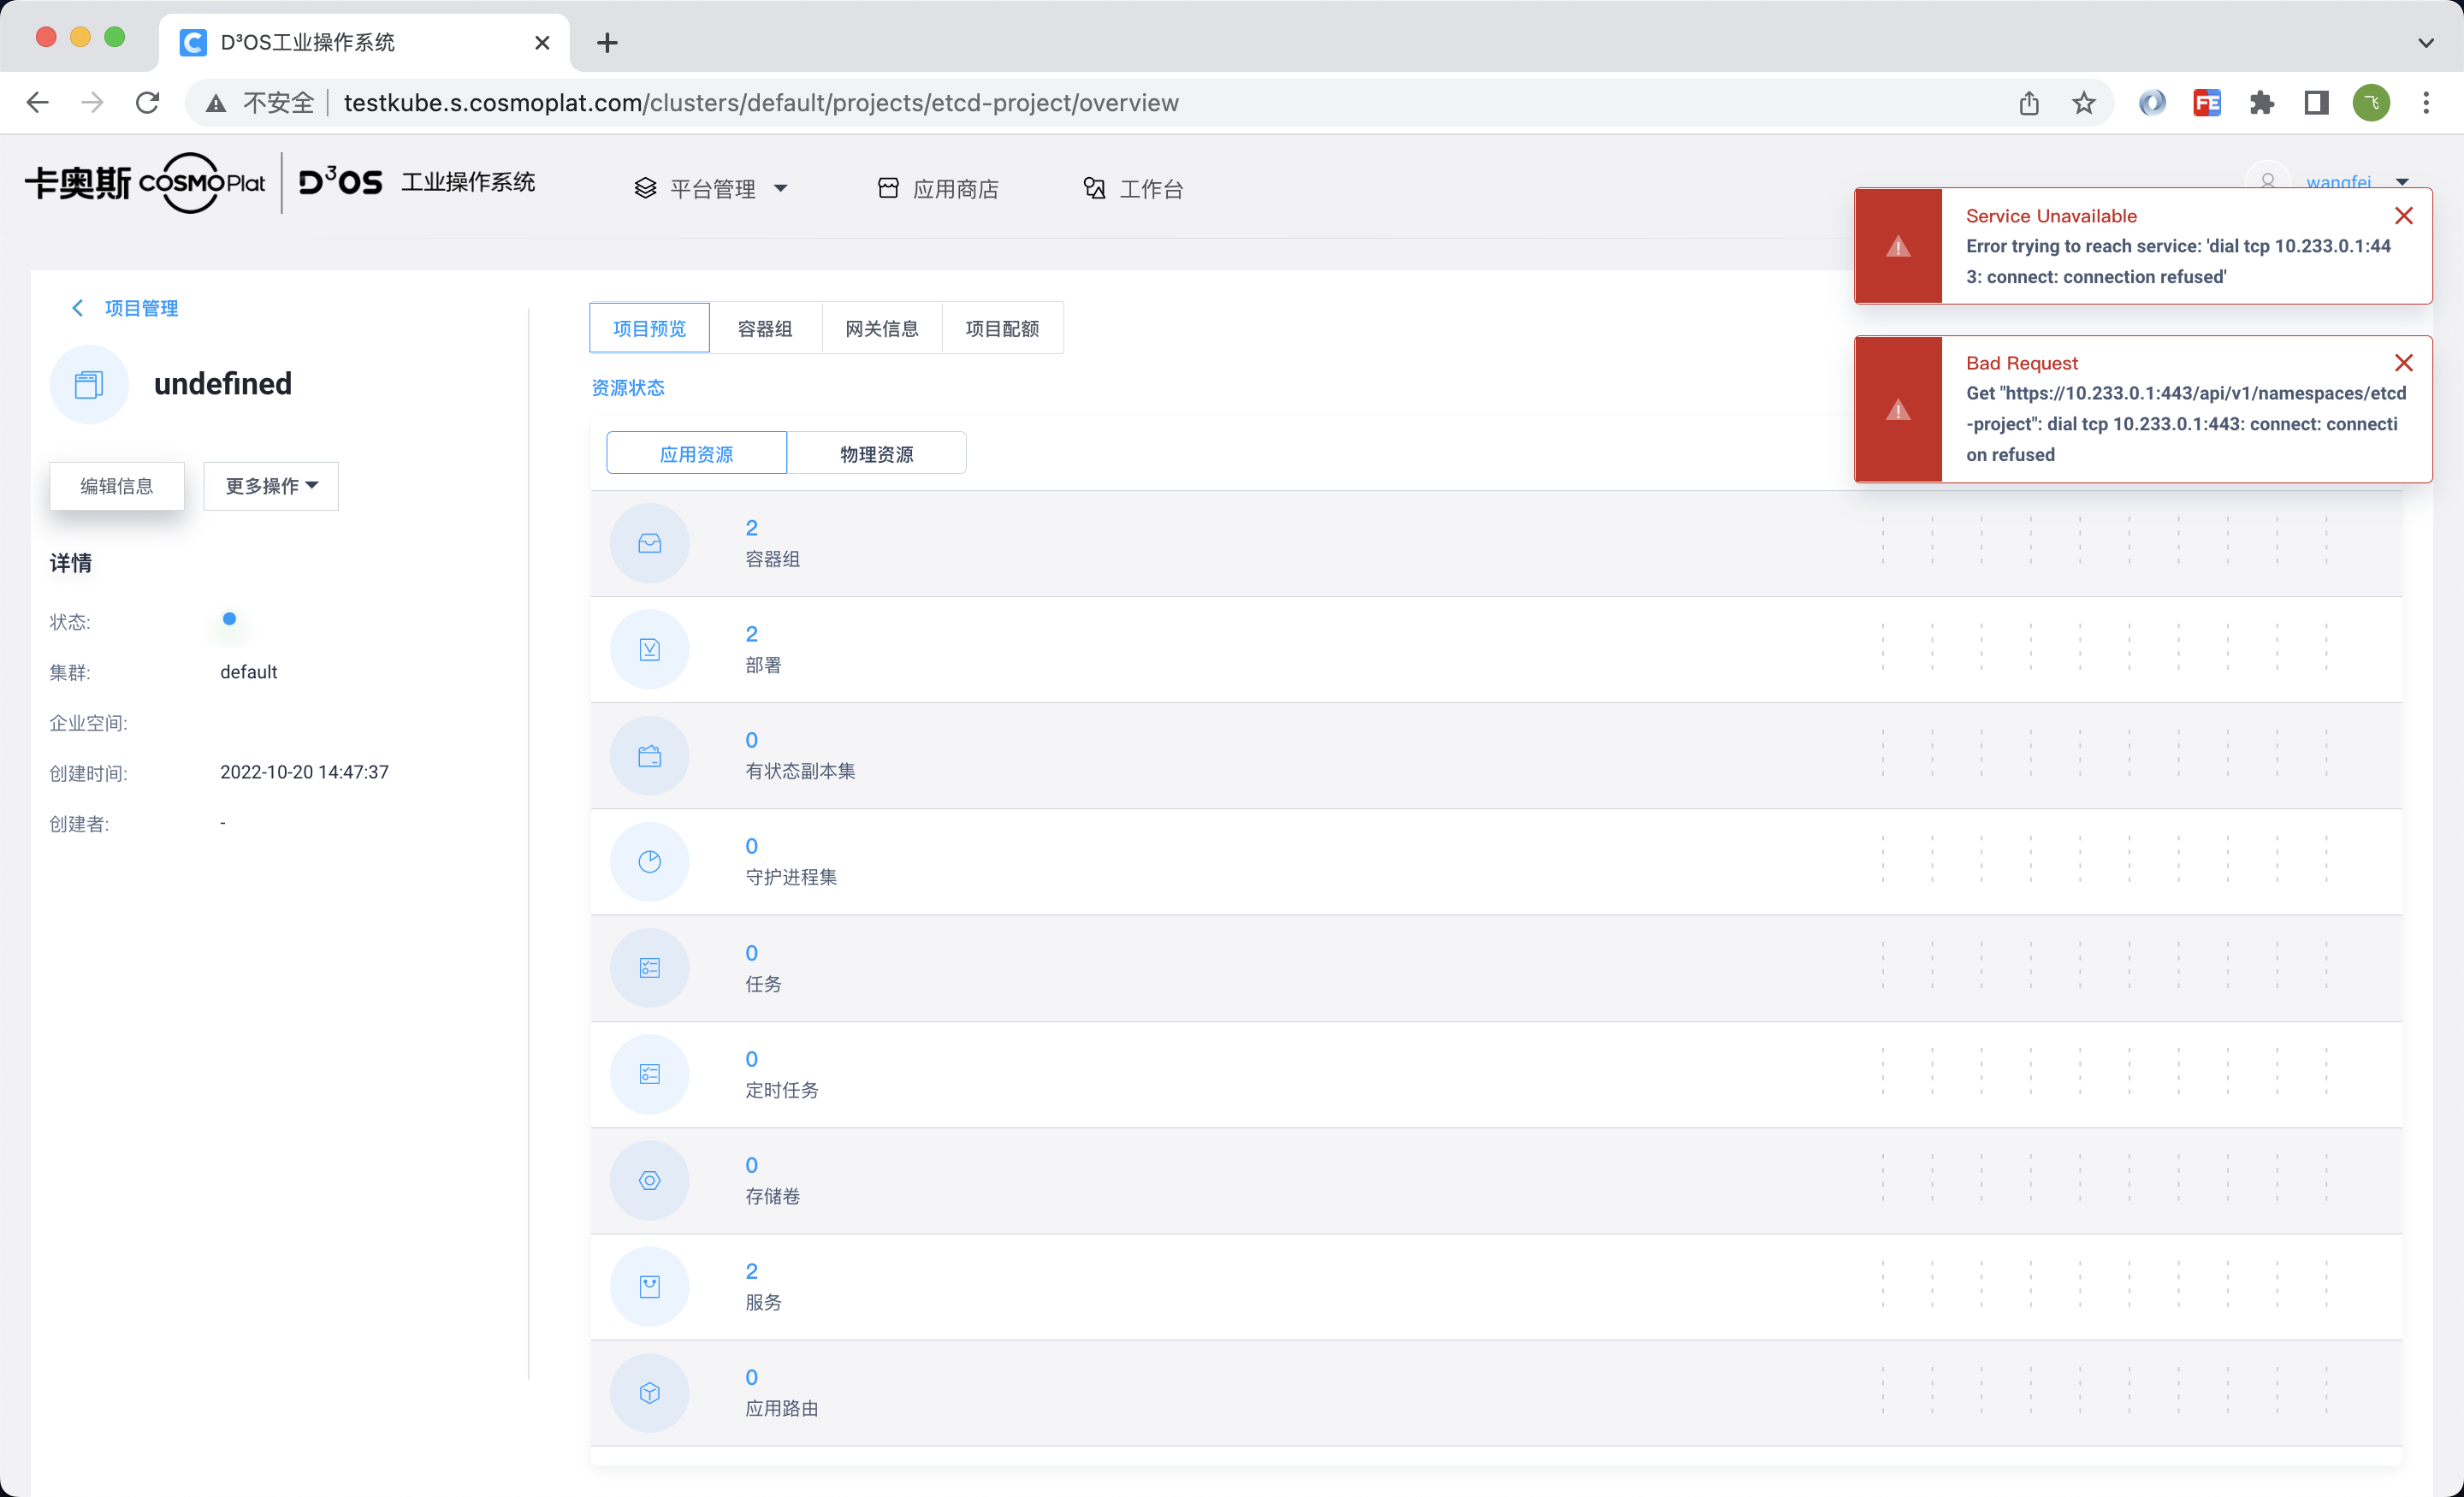 D³OS工业操作系统
不安全
testkube.s.cosmoplat.com/clusters/default/projects/etcd-project/overview
FE
卡奥斯 COSMOPlat D³OS 工业操作系统
平台管理
应用商店
工作台
wangfei
Service Unavailable
Error trying to reach service: 'dial tcp 10.233.0.1:44
3: connect: connection refused'
Bad Request
Get "https://10.233.0.1:443/api/v1/namespaces/etcd
-project": dial tcp 10.233.0.1:443: connect: connecti
on refused
项目管理
undefined
编辑信息
更多操作
详情
状态:
集群: default
企业空间:
创建时间: 2022-10-20 14:47:37
创建者: -
项目预览
容器组
网关信息
项目配额
资源状态
应用资源
物理资源
2
容器组
2
部署
0
有状态副本集
0
守护进程集
0
任务
0
定时任务
0
存储卷
2
服务
0
应用路由